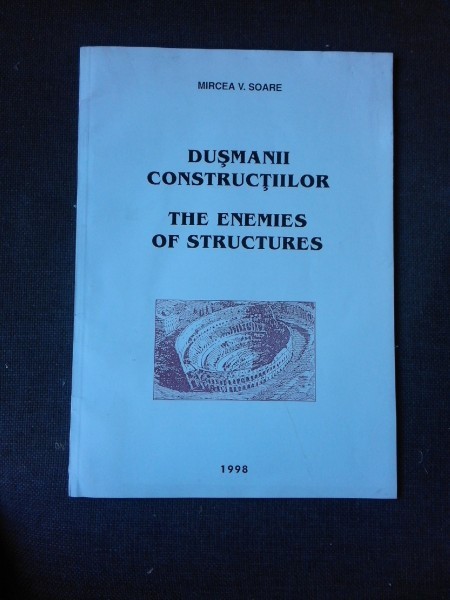 MIRCEA V. SOARE
DUŞMANII
CONSTRUCŢIILOR
THE ENEMIES
OF STRUCTURES
1998